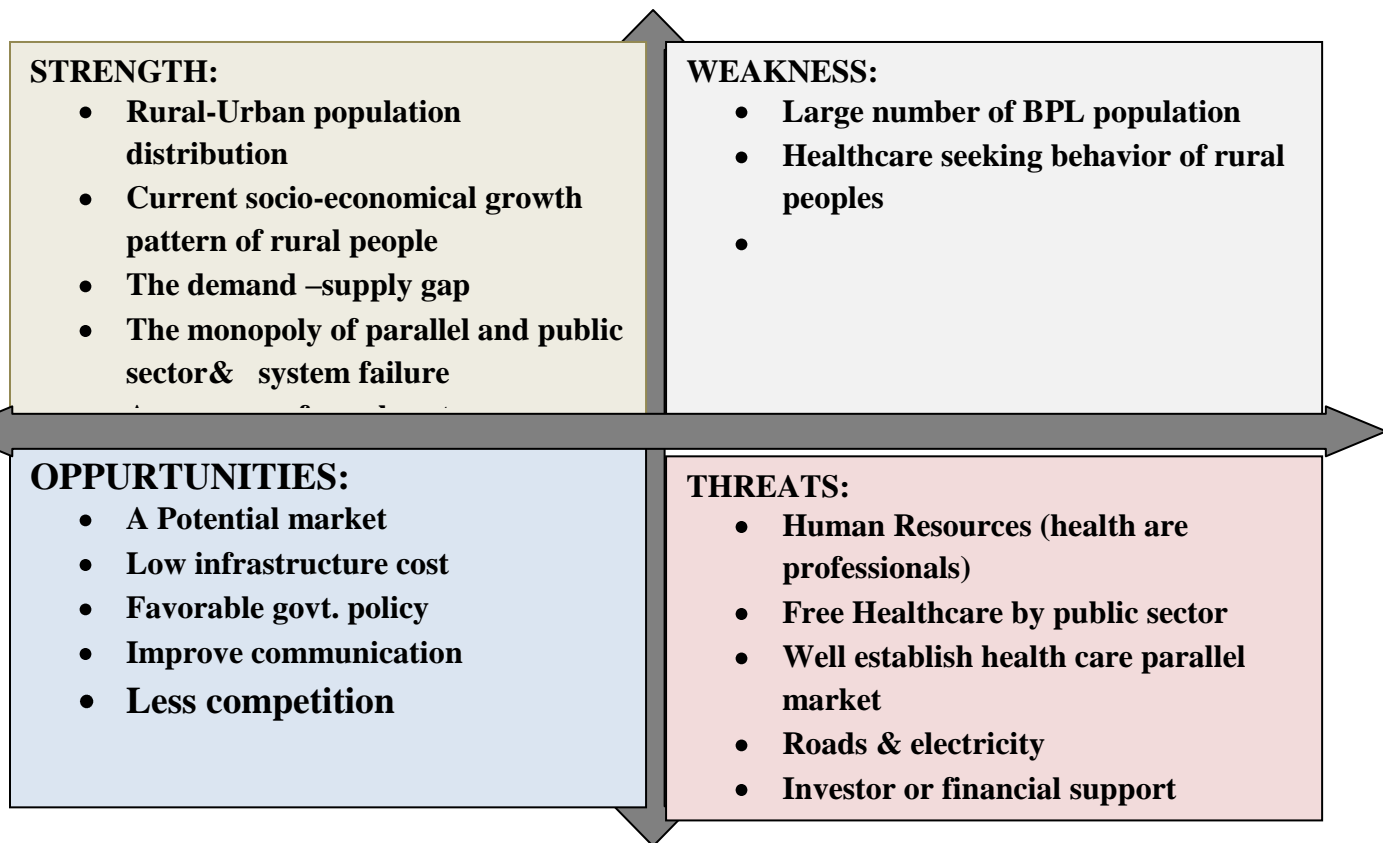 STRENGTH:
• Rural-Urban population
distribution
• Current socio-economical growth
pattern of rural people
• The demand –supply gap
• The monopoly of parallel and public
sector& system failure
WEAKNESS:
• Large number of BPL population
• Healthcare seeking behavior of rural
peoples
•
OPPURTUNITIES:
• A Potential market
• Low infrastructure cost
• Favorable govt. policy
• Improve communication
• Less competition
THREATS:
• Human Resources (health are
professionals)
• Free Healthcare by public sector
• Well establish health care parallel
market
• Roads & electricity
• Investor or financial support